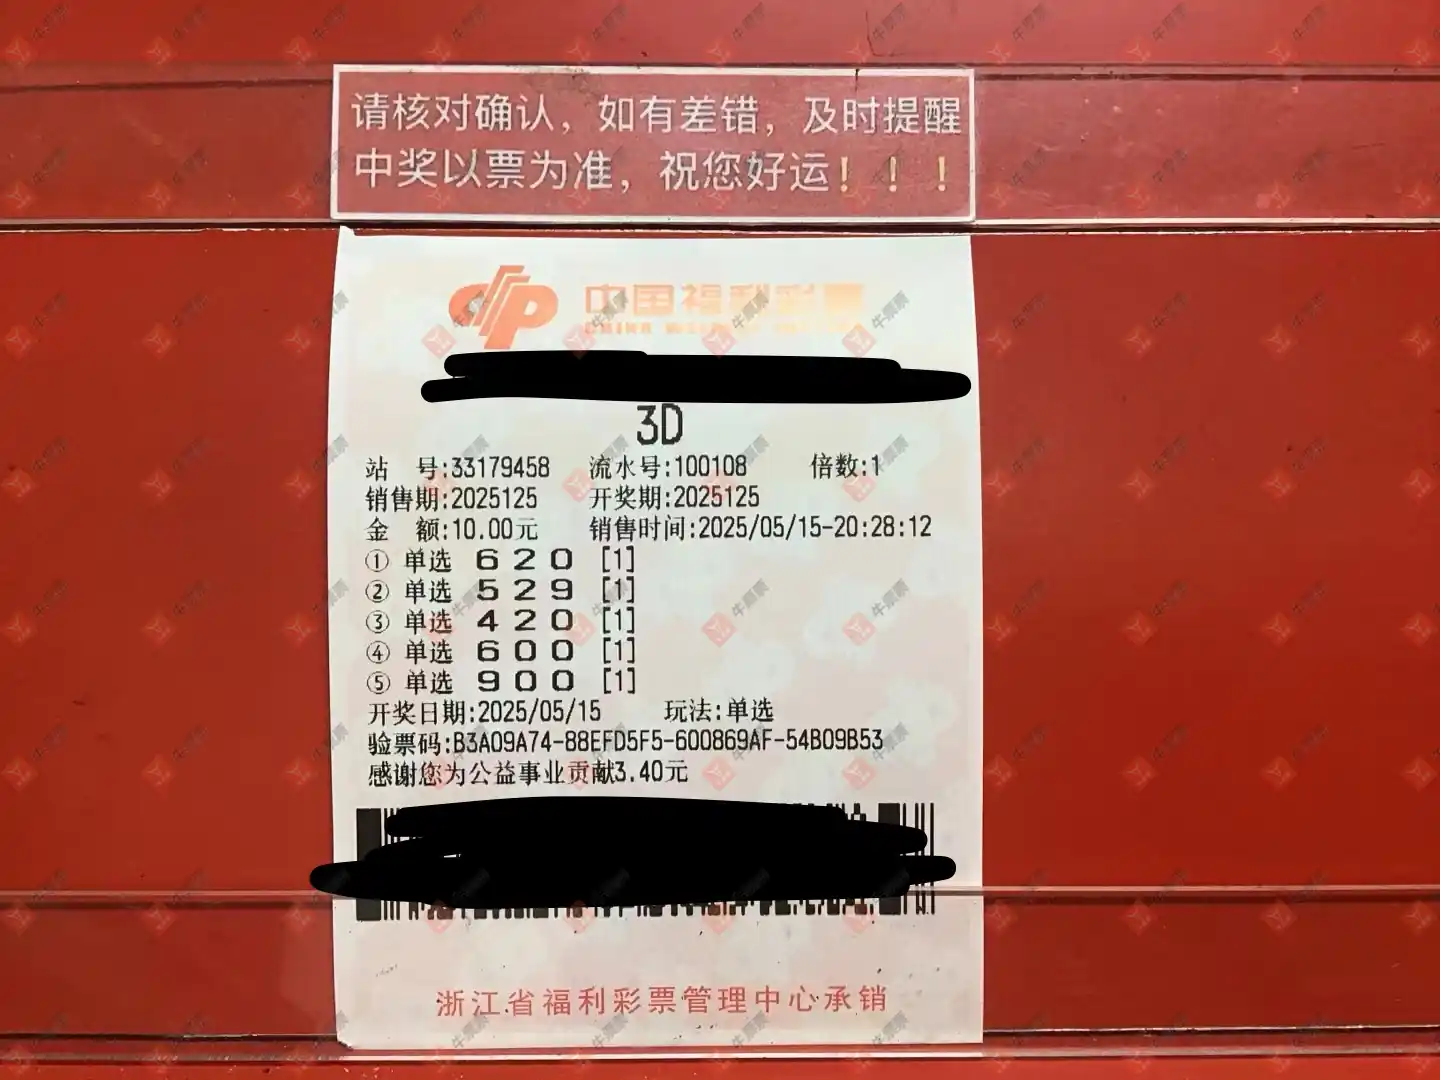 请核对确认，如有差错，及时提醒
中奖以票为准，祝您好运！！！
中国福利彩票
3D
站 号:33179458 流水号:100108 倍数:1
销售期:2025125 开奖期:2025125
金 额:10.00元 销售时间:2025/05/15-20:28:12
① 单选 6 2 0 [1]
② 单选 5 2 9 [1]
③ 单选 4 2 0 [1]
④ 单选 6 0 0 [1]
⑤ 单选 9 0 0 [1]
开奖日期:2025/05/15 玩法:单选
验票码:B3A09A74-88EFD5F5-600869AF-54B09B53
感谢您为公益事业贡献3.40元
浙江省福利彩票管理中心承销